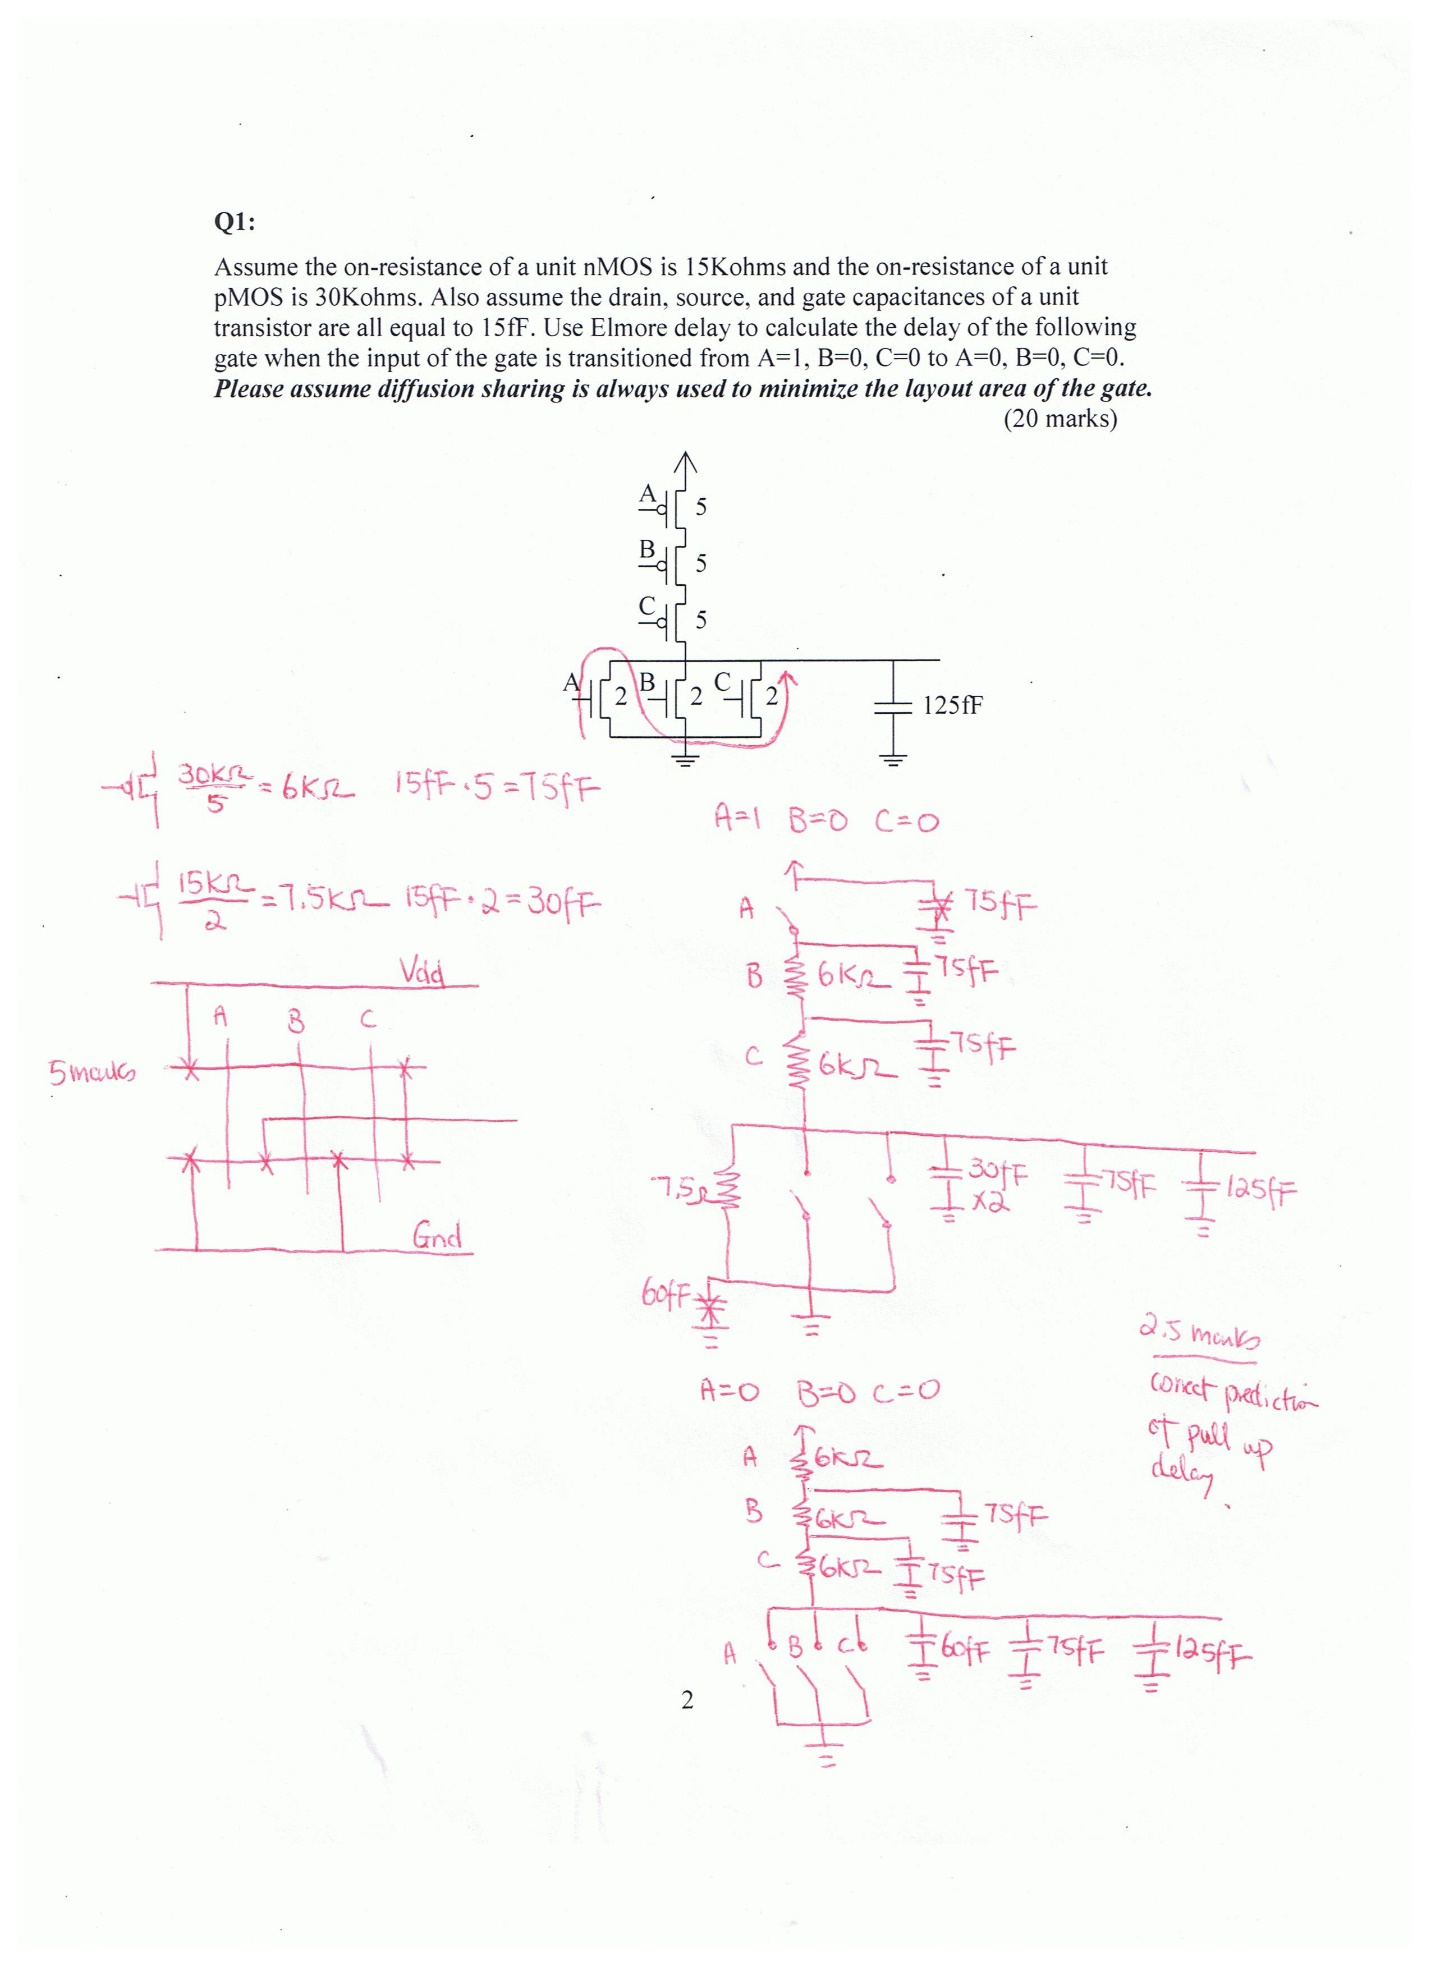 Q1:
Assume the on-resistance of a unit nMOS is 15Kohms and the on-resistance of a unit
pMOS is 30Kohms. Also assume the drain, source, and gate capacitances of a unit
transistor are all equal to 15fF. Use Elmore delay to calculate the delay of the following
gate when the input of the gate is transitioned from A=1, B=0, C=0 to A=0, B=0, C=0.
Please assume diffusion sharing is always used to minimize the layout area of the gate.
(20 marks)
A 5
B 5
C 5
A 2 B 2 C 2
125fF
30KΩ/5 = 6KΩ 15fF·5=75fF
15KΩ/2 = 7.5KΩ 15fF·2=30fF
Vdd
A B C
5 marks
Gnd
A=1 B=0 C=0
A 75fF
B 6KΩ 75fF
C 6KΩ 75fF
7.5Ω 30fF x2 75fF 125fF
60fF
2.5 marks
correct prediction
of pull up
delay.
A=0 B=0 C=0
A 6KΩ
B 6KΩ 75fF
C 6KΩ 75fF
A B C 60fF 75fF 125fF
2